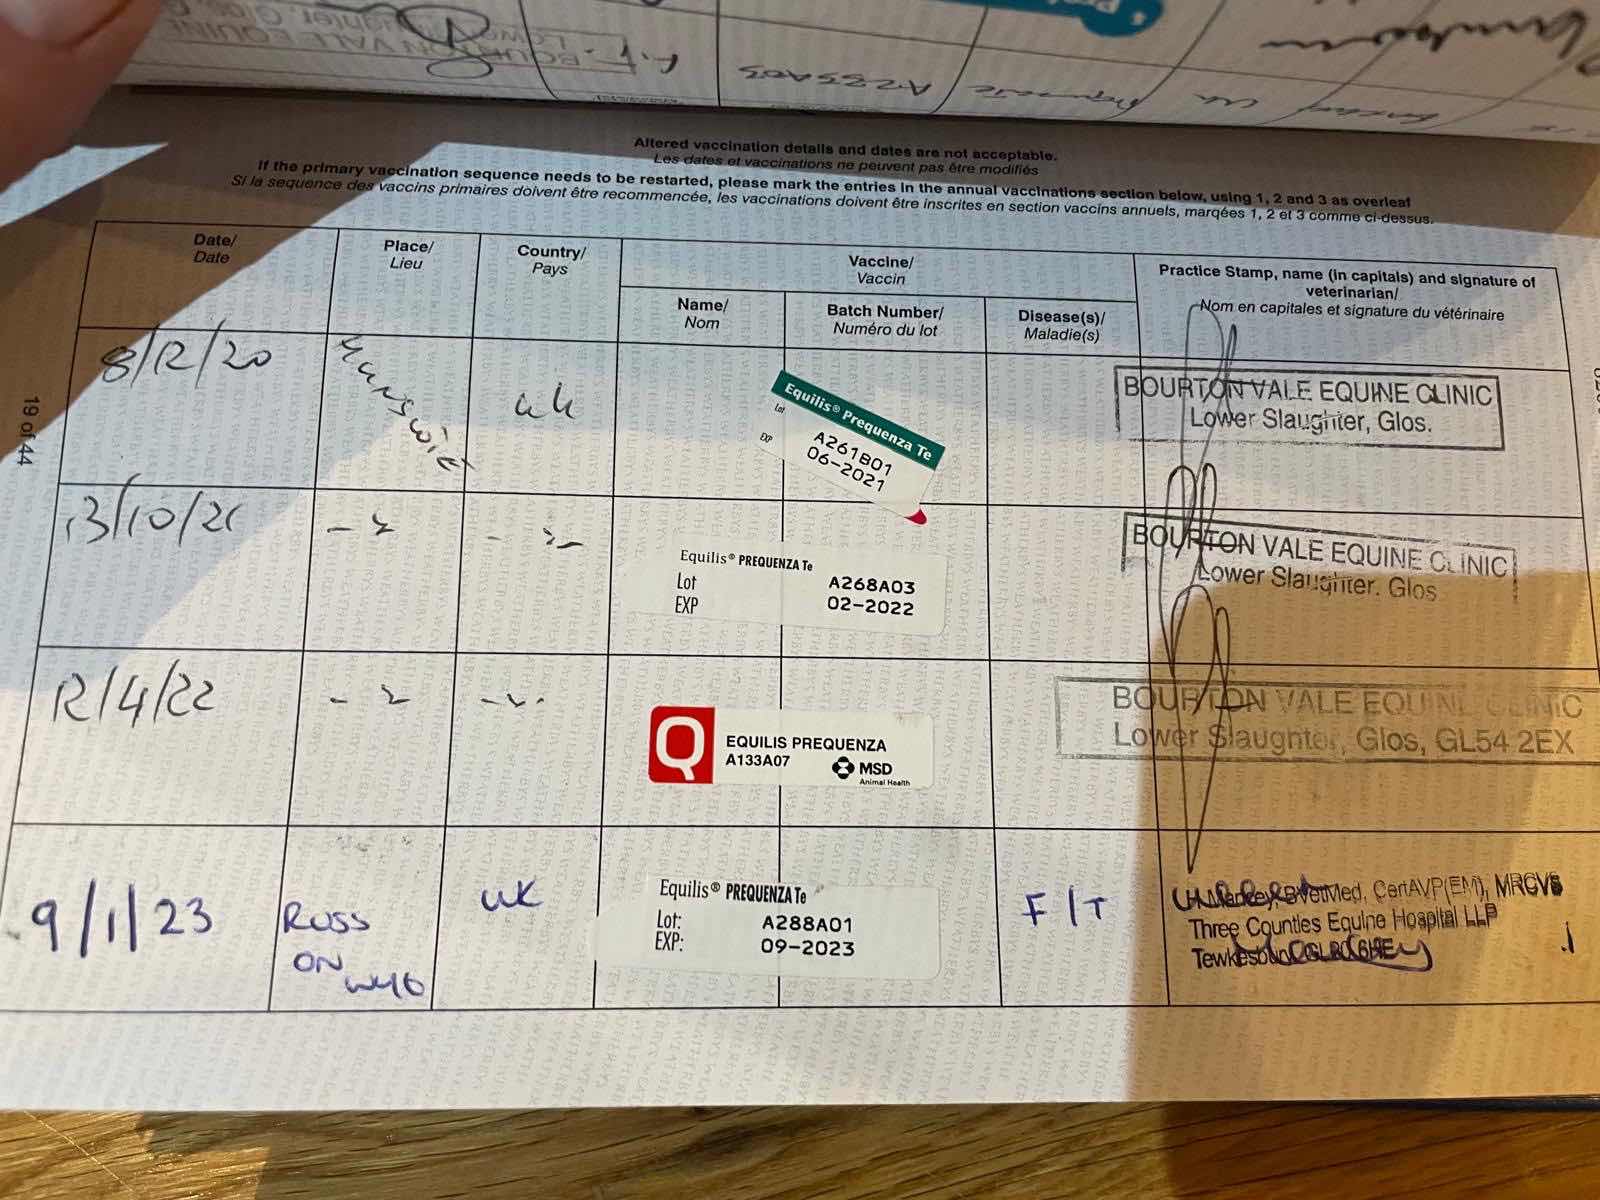 A285A03
Altered vaccination details and dates are not acceptable.
Les dates et vaccinations ne peuvent pas être modifiés
If the primary vaccination sequence needs to be restarted, please mark the entries in the annual vaccinations section below, using 1, 2 and 3 as overleaf
Si la sequence des vaccins primaires doivent être recommencée, les vaccinations doivent être inscrites en section vaccins annuels, marqées 1, 2 et 3 comme ci-dessus.
Date/
Date
Place/
Lieu
Country/
Pays
Vaccine/
Vaccin
Name/
Nom
Batch Number/
Numéro du lot
Disease(s)/
Maladie(s)
Practice Stamp, name (in capitals) and signature of
veterinarian/
Nom en capitales et signature du vétérinaire
8/12/20
uk
Equilis® Prequenza Te
Lot
A261B01
EXP
06-2021
BOURTON VALE EQUINE CLINIC
Lower Slaughter, Glos.
13/10/21
Equilis® PREQUENZA Te
Lot A268A03
EXP 02-2022
BOURTON VALE EQUINE CLINIC
Lower Slaughter. Glos
12/4/22
Q
EQUILIS PREQUENZA
A133A07
MSD
Animal Health
BOURTON VALE EQUINE CLINIC
Lower Slaughter, Glos, GL54 2EX
9/1/23
ROSS
ON
WYE
UK
Equilis® PREQUENZA Te
Lot: A288A01
EXP: 09-2023
F/T
BVetMed, CertAVP(EM), MRCVS
Three Counties Equine Hospital LLP
19 of 44